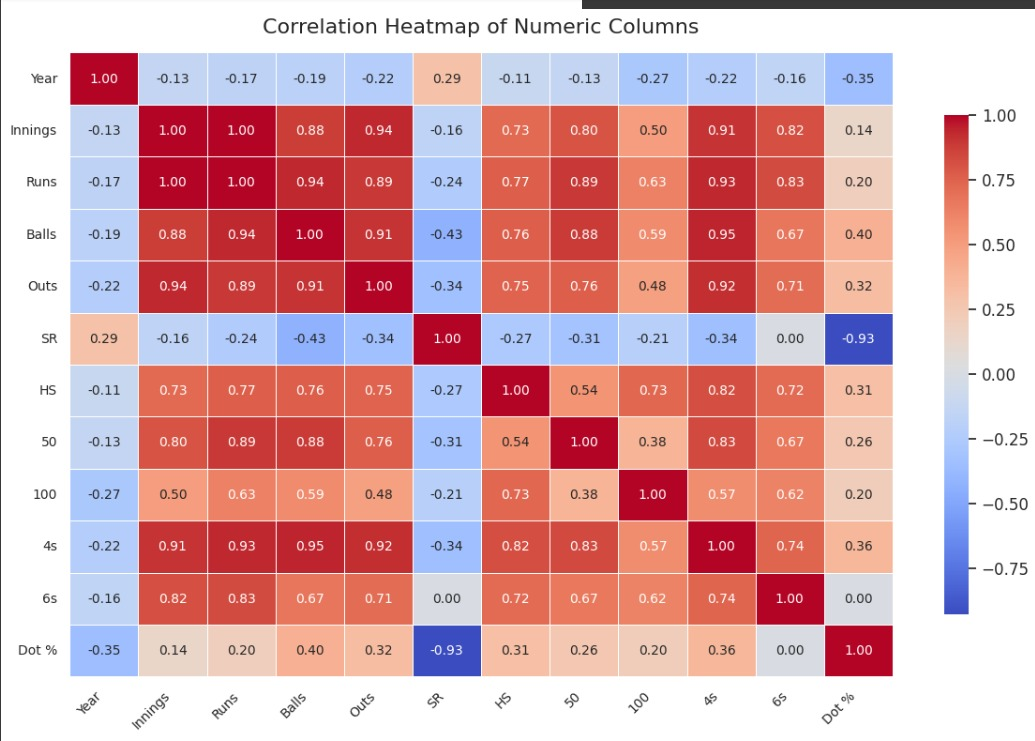 Correlation Heatmap of Numeric Columns
Year 1.00 -0.13 -0.17 -0.19 -0.22 0.29 -0.11 -0.13 -0.27 -0.22 -0.16 -0.35
Innings -0.13 1.00 1.00 0.88 0.94 -0.16 0.73 0.80 0.50 0.91 0.82 0.14
Runs -0.17 1.00 1.00 0.94 0.89 -0.24 0.77 0.89 0.63 0.93 0.83 0.20
Balls -0.19 0.88 0.94 1.00 0.91 -0.43 0.76 0.88 0.59 0.95 0.67 0.40
Outs -0.22 0.94 0.89 0.91 1.00 -0.34 0.75 0.76 0.48 0.92 0.71 0.32
SR 0.29 -0.16 -0.24 -0.43 -0.34 1.00 -0.27 -0.31 -0.21 -0.34 0.00 -0.93
HS -0.11 0.73 0.77 0.76 0.75 -0.27 1.00 0.54 0.73 0.82 0.72 0.31
50 -0.13 0.80 0.89 0.88 0.76 -0.31 0.54 1.00 0.38 0.83 0.67 0.26
100 -0.27 0.50 0.63 0.59 0.48 -0.21 0.73 0.38 1.00 0.57 0.62 0.20
4s -0.22 0.91 0.93 0.95 0.92 -0.34 0.82 0.83 0.57 1.00 0.74 0.36
6s -0.16 0.82 0.83 0.67 0.71 0.00 0.72 0.67 0.62 0.74 1.00 0.00
Dot % -0.35 0.14 0.20 0.40 0.32 -0.93 0.31 0.26 0.20 0.36 0.00 1.00
Year Innings Runs Balls Outs SR HS 50 100 4s 6s Dot %
1.00
0.75
0.50
0.25
0.00
−0.25
−0.50
−0.75